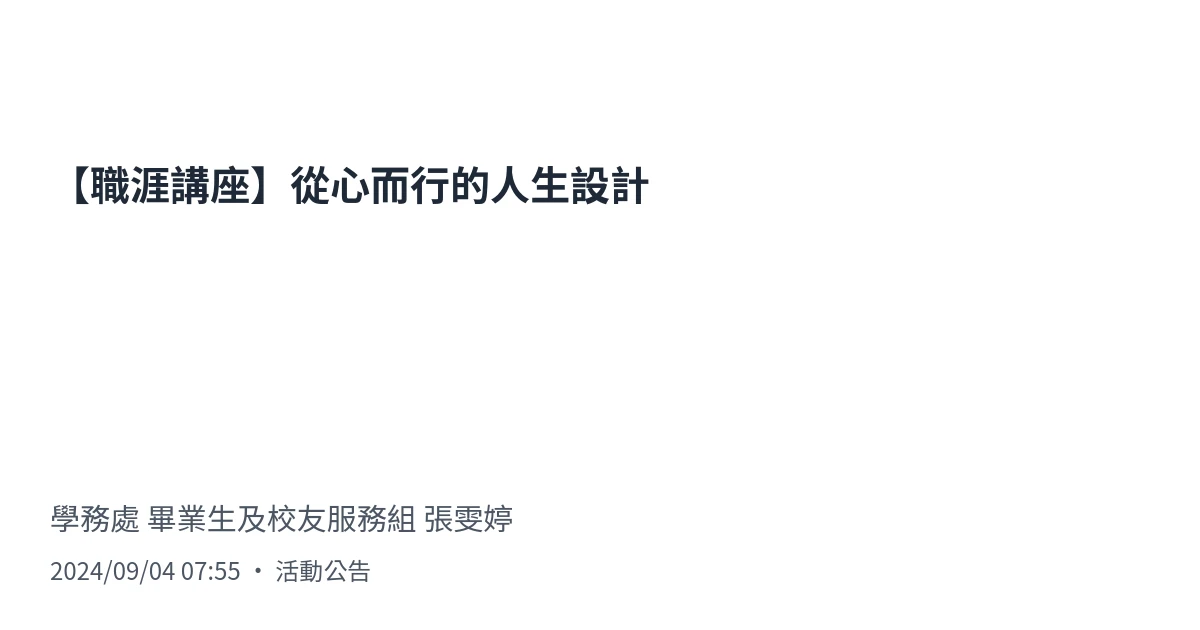 【職涯講座】從心而行的人生設計
學務處 畢業生及校友服務組 張雯婷
2024/09/04 07:55 • 活動公告